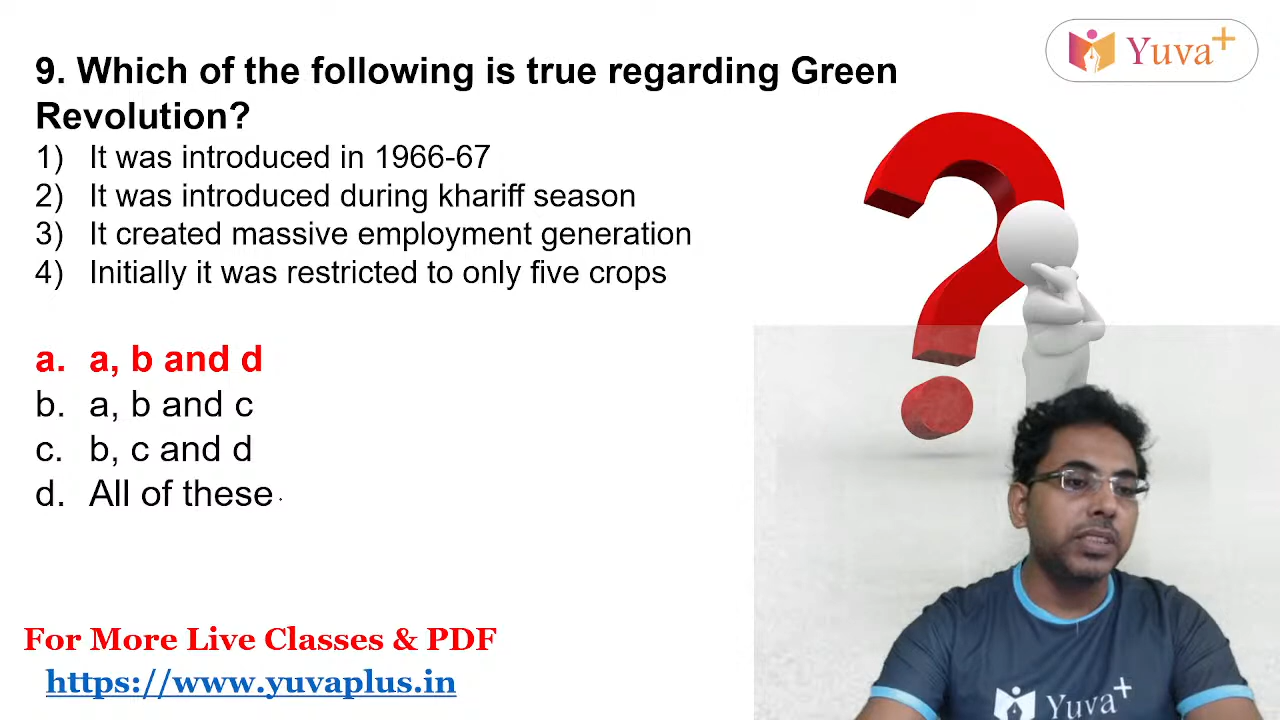 Yuva+
9. Which of the following is true regarding Green
Revolution?
1) It was introduced in 1966-67
2) It was introduced during khariff season
3) It created massive employment generation
4) Initially it was restricted to only five crops
a. a, b and d
b. a, b and c
c. b, c and d
d. All of these
For More Live Classes & PDF
https://www.yuvaplus.in
Yuva+